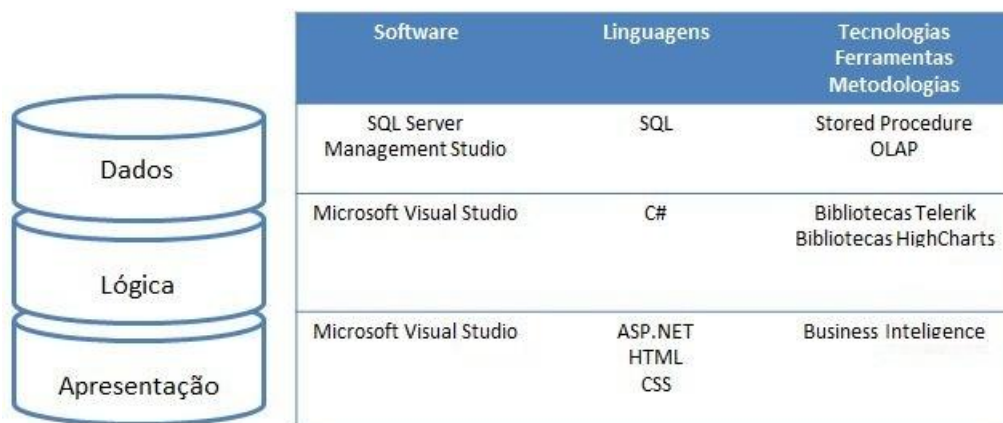 Software Linguagens Tecnologias
Ferramentas
Metodologias
Dados
SQL Server
Management Studio
SQL
Stored Procedure
OLAP
Lógica
Microsoft Visual Studio
C#
Bibliotecas Telerik
Bibliotecas HighCharts
Apresentação
Microsoft Visual Studio
ASP.NET
HTML
CSS
Business Inteligence